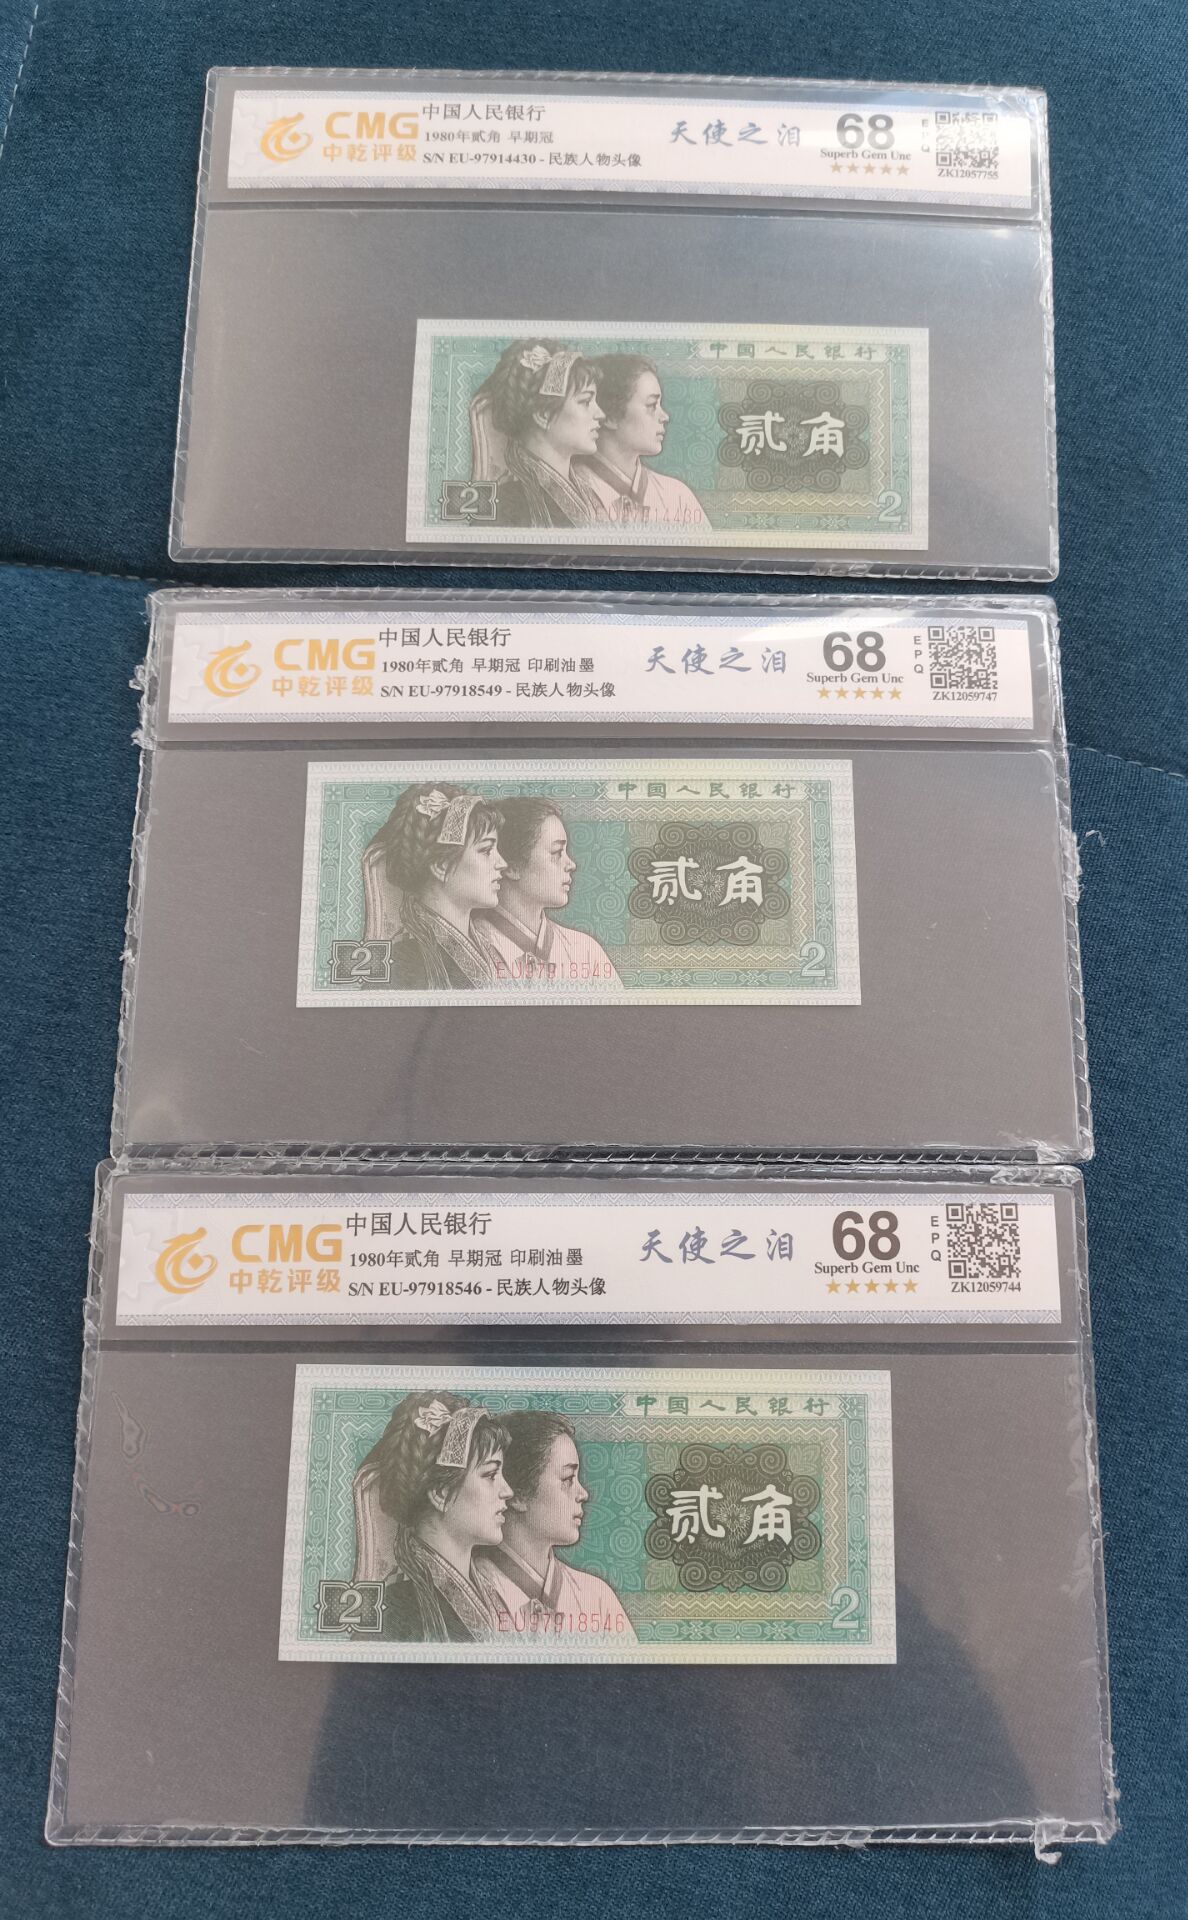 CMG
中乾评级
中国人民银行
1980年贰角 早期冠
S/N EU-97914430 - 民族人物头像
天使之泪
68
Superb Gem Unc
★★★★★
EPQ
ZK12057755
中国人民银行
贰角
2
2
EU97914430
CMG
中乾评级
中国人民银行
1980年贰角 早期冠 印刷油墨
S/N EU-97918549 - 民族人物头像
天使之泪
68
Superb Gem Unc
★★★★★
EPQ
ZK12059747
中国人民银行
贰角
2
2
EU97918549
CMG
中乾评级
中国人民银行
1980年贰角 早期冠 印刷油墨
S/N EU-97918546 - 民族人物头像
天使之泪
68
Superb Gem Unc
★★★★★
EPQ
ZK12059744
中国人民银行
贰角
2
2
EU97918546